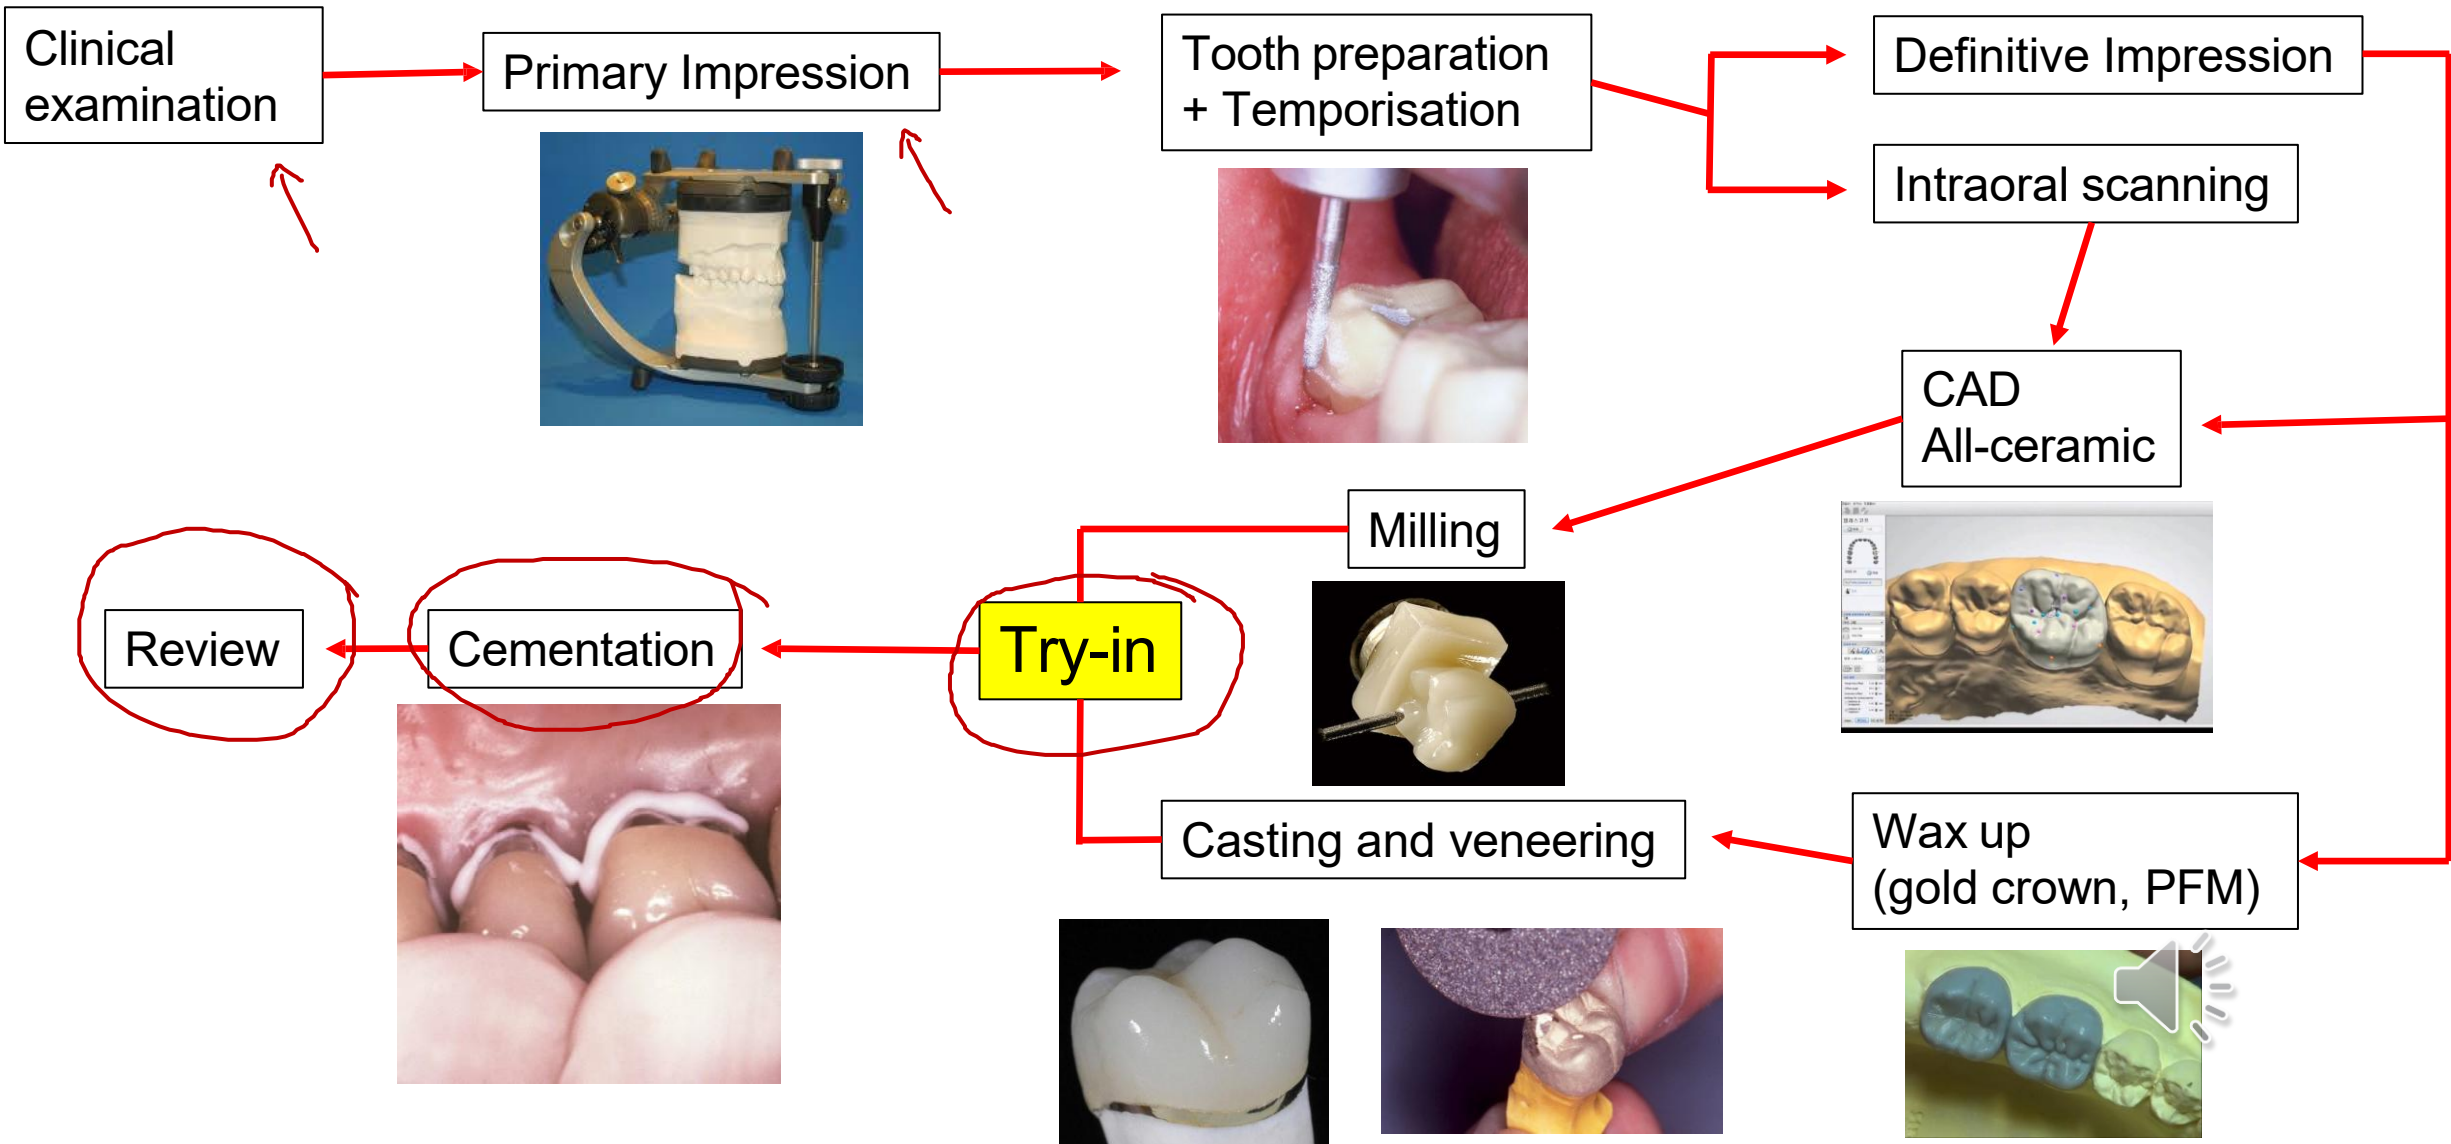 Clinical
examination
Primary Impression
Tooth preparation
+ Temporisation
Definitive Impression
Intraoral scanning
CAD
All-ceramic
Milling
Try-in
Cementation
Review
Casting and veneering
Wax up
(gold crown, PFM)